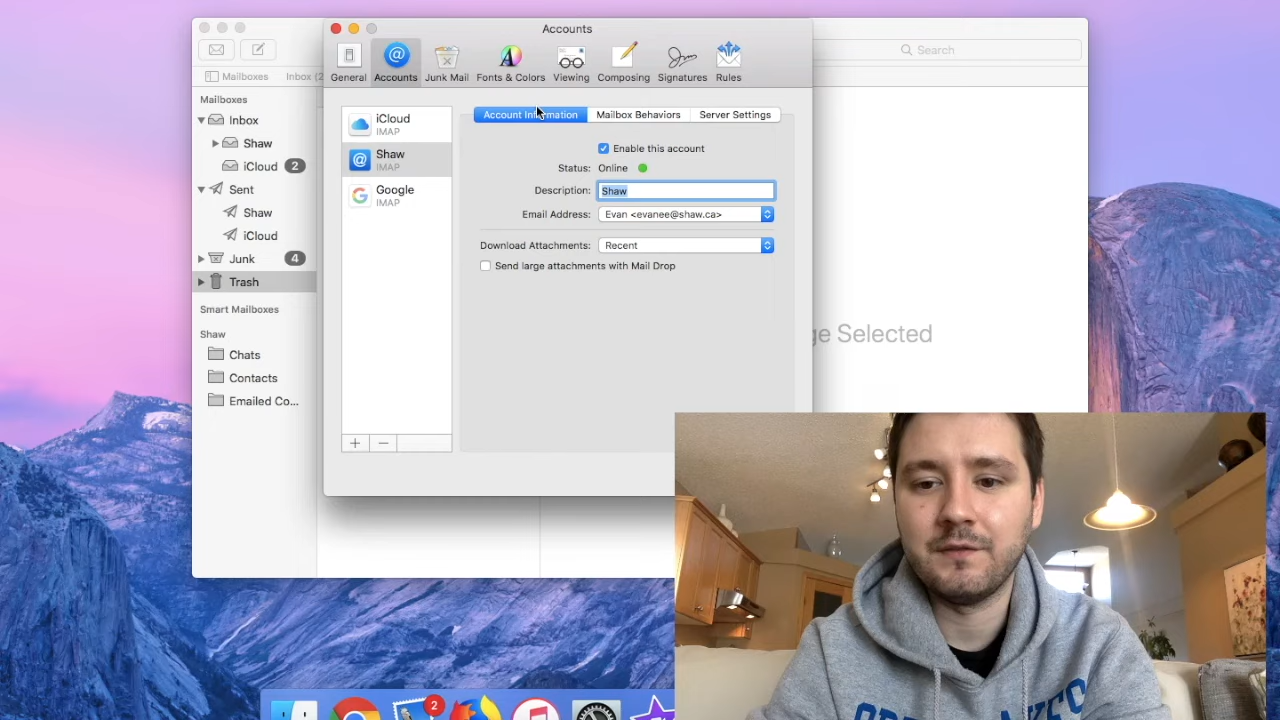 Accounts
General
Accounts
Junk Mail
Fonts & Colors
Viewing
Composing
Signatures
Rules
Search
Mailboxes
Inbox (2
Mailboxes
Inbox
Shaw
iCloud 2
Sent
Shaw
iCloud
Junk 4
Trash
Smart Mailboxes
Shaw
Chats
Contacts
Emailed Co...
iCloud
IMAP
Shaw
IMAP
Google
IMAP
+ −
Account Information
Mailbox Behaviors
Server Settings
Enable this account
Status: Online
Description: Shaw
Email Address: Evan <evanee@shaw.ca>
Download Attachments: Recent
Send large attachments with Mail Drop
ge Selected
2